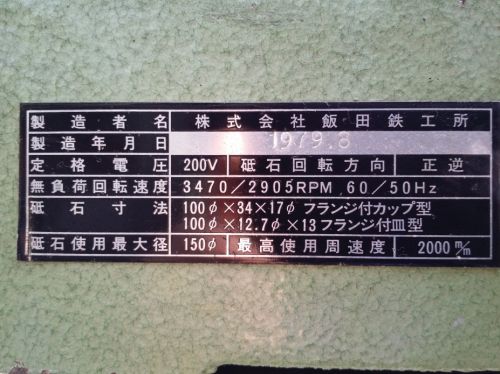 製造者名 株式会社飯田鉄工所
製造年月日 1979.8
定格電圧 200V 砥石回転方向 正逆
無負荷回転速度 3470/2905RPM 60/50Hz
砥石寸法 100φ×34×17φ フランジ付カップ型
100φ×12.7φ×13 フランジ付皿型
砥石使用最大径 150φ 最高使用周速度 2000m/m